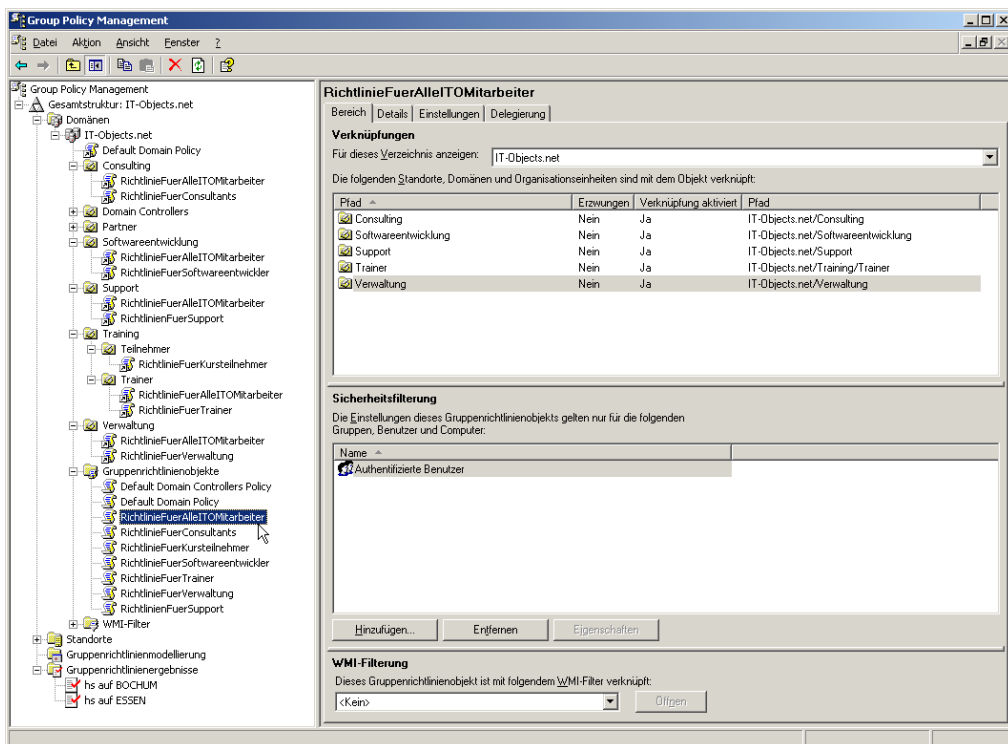 Group Policy Management
Datei Aktion Ansicht Fenster ?
Group Policy Management
Gesamtstruktur: IT-Objects.net
Domänen
IT-Objects.net
Default Domain Policy
Consulting
RichtlinieFuerAlleITOMitarbeiter
RichtlinieFuerConsultants
Domain Controllers
Partner
Softwareentwicklung
RichtlinieFuerAlleITOMitarbeiter
RichtlinieFuerSoftwareentwickler
Support
RichtlinieFuerAlleITOMitarbeiter
RichtlinienFuerSupport
Training
Teilnehmer
RichtlinieFuerKursteilnehmer
Trainer
RichtlinieFuerAlleITOMitarbeiter
RichtlinieFuerTrainer
Verwaltung
RichtlinieFuerAlleITOMitarbeiter
RichtlinieFuerVerwaltung
Gruppenrichtlinienobjekte
Default Domain Controllers Policy
Default Domain Policy
RichtlinieFuerAlleITOMitarbeiter
RichtlinieFuerConsultants
RichtlinieFuerKursteilnehmer
RichtlinieFuerSoftwareentwickler
RichtlinieFuerTrainer
RichtlinieFuerVerwaltung
RichtlinienFuerSupport
WMI-Filter
Standorte
Gruppenrichtlinienmodellierung
Gruppenrichtlinienergebnisse
hs auf BOCHUM
hs auf ESSEN
RichtlinieFuerAlleITOMitarbeiter
Bereich Details Einstellungen Delegierung
Verknüpfungen
Für dieses Verzeichnis anzeigen: IT-Objects.net
Die folgenden Standorte, Domänen und Organisationseinheiten sind mit dem Objekt verknüpft:
Pfad Erzwungen Verknüpfung aktiviert Pfad
Consulting Nein Ja IT-Objects.net/Consulting
Softwareentwicklung Nein Ja IT-Objects.net/Softwareentwicklung
Support Nein Ja IT-Objects.net/Support
Trainer Nein Ja IT-Objects.net/Training/Trainer
Verwaltung Nein Ja IT-Objects.net/Verwaltung
Sicherheitsfilterung
Die Einstellungen dieses Gruppenrichtlinienobjekts gelten nur für die folgenden
Gruppen, Benutzer und Computer:
Name
Authentifizierte Benutzer
Hinzufügen... Entfernen Eigenschaften
WMI-Filterung
Dieses Gruppenrichtlinienobjekt ist mit folgendem WMI-Filter verknüpft:
<Kein> Öffnen